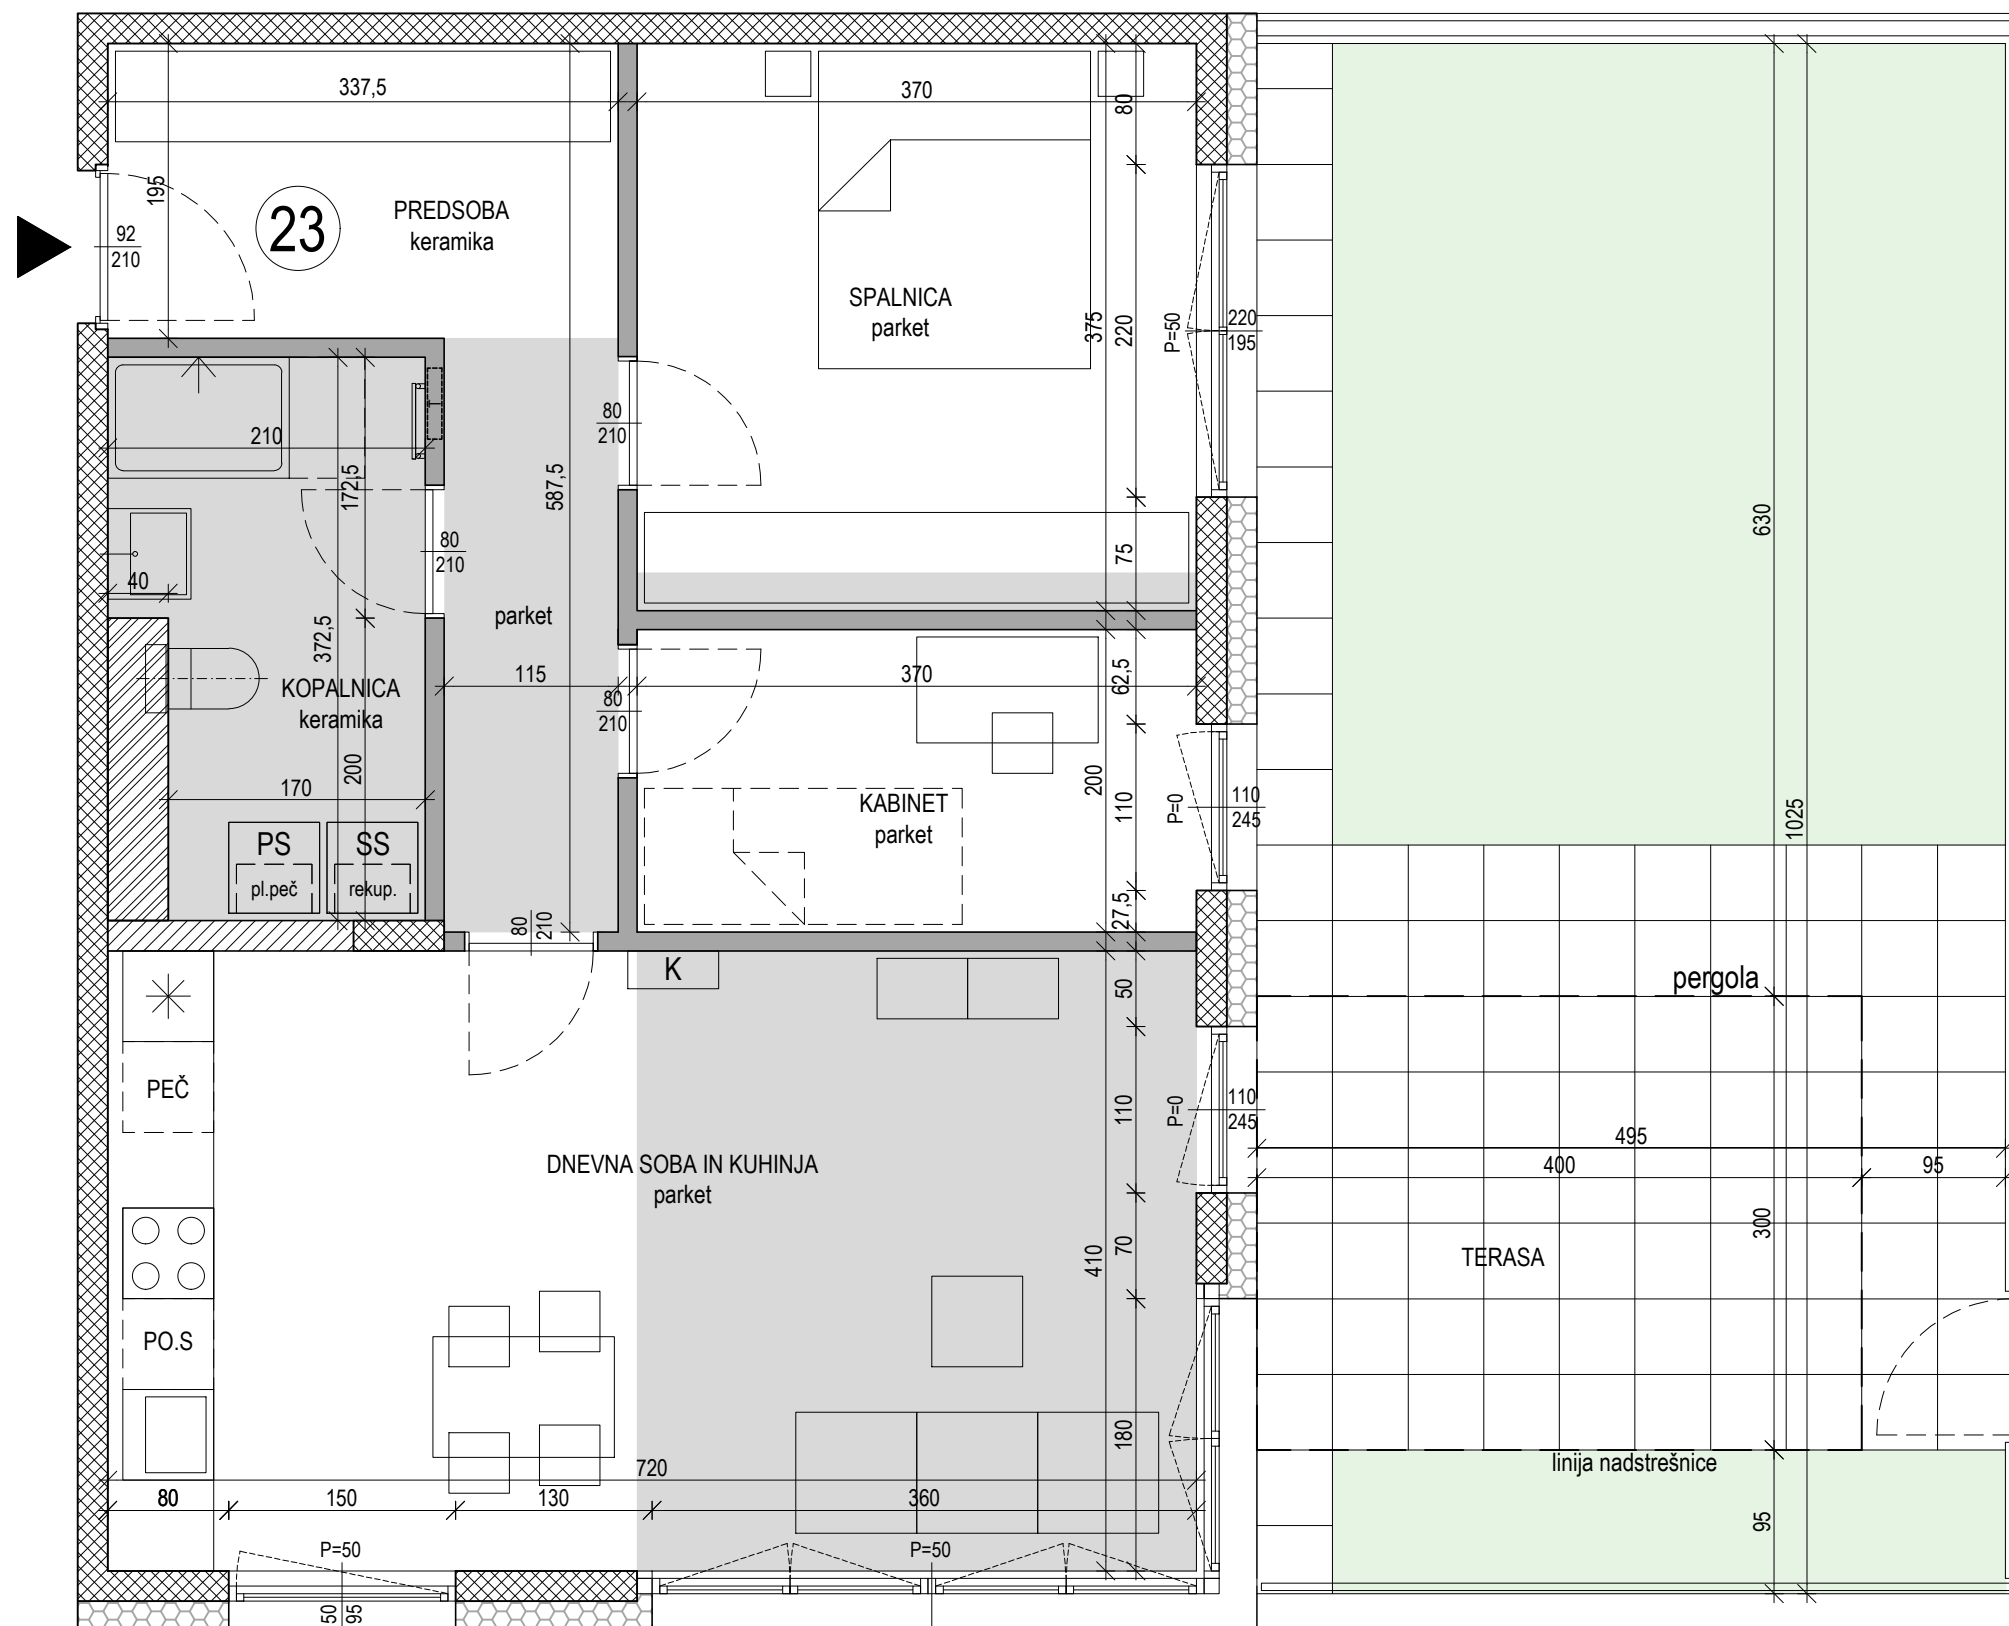 337,5
370
80
195
23
PREDSOBA
keramika
92
210
SPALNICA
parket
375
220
P=50
220
195
80
210
210
172,5
587,5
630
80
210
75
40
parket
372,5
115
370
62,5
80
210
KOPALNICA
keramika
200
170
KABINET
parket
200
110
P=0
110
245
1025
PS
SS
pl.peč
rekup.
27,5
80
210
K
50
pergola
PEČ
110
P=0
110
245
495
400
95
DNEVNA SOBA IN KUHINJA
parket
300
410
70
TERASA
PO.S
180
linija nadstrešnice
720
80
150
130
360
95
P=50
P=50
50
95